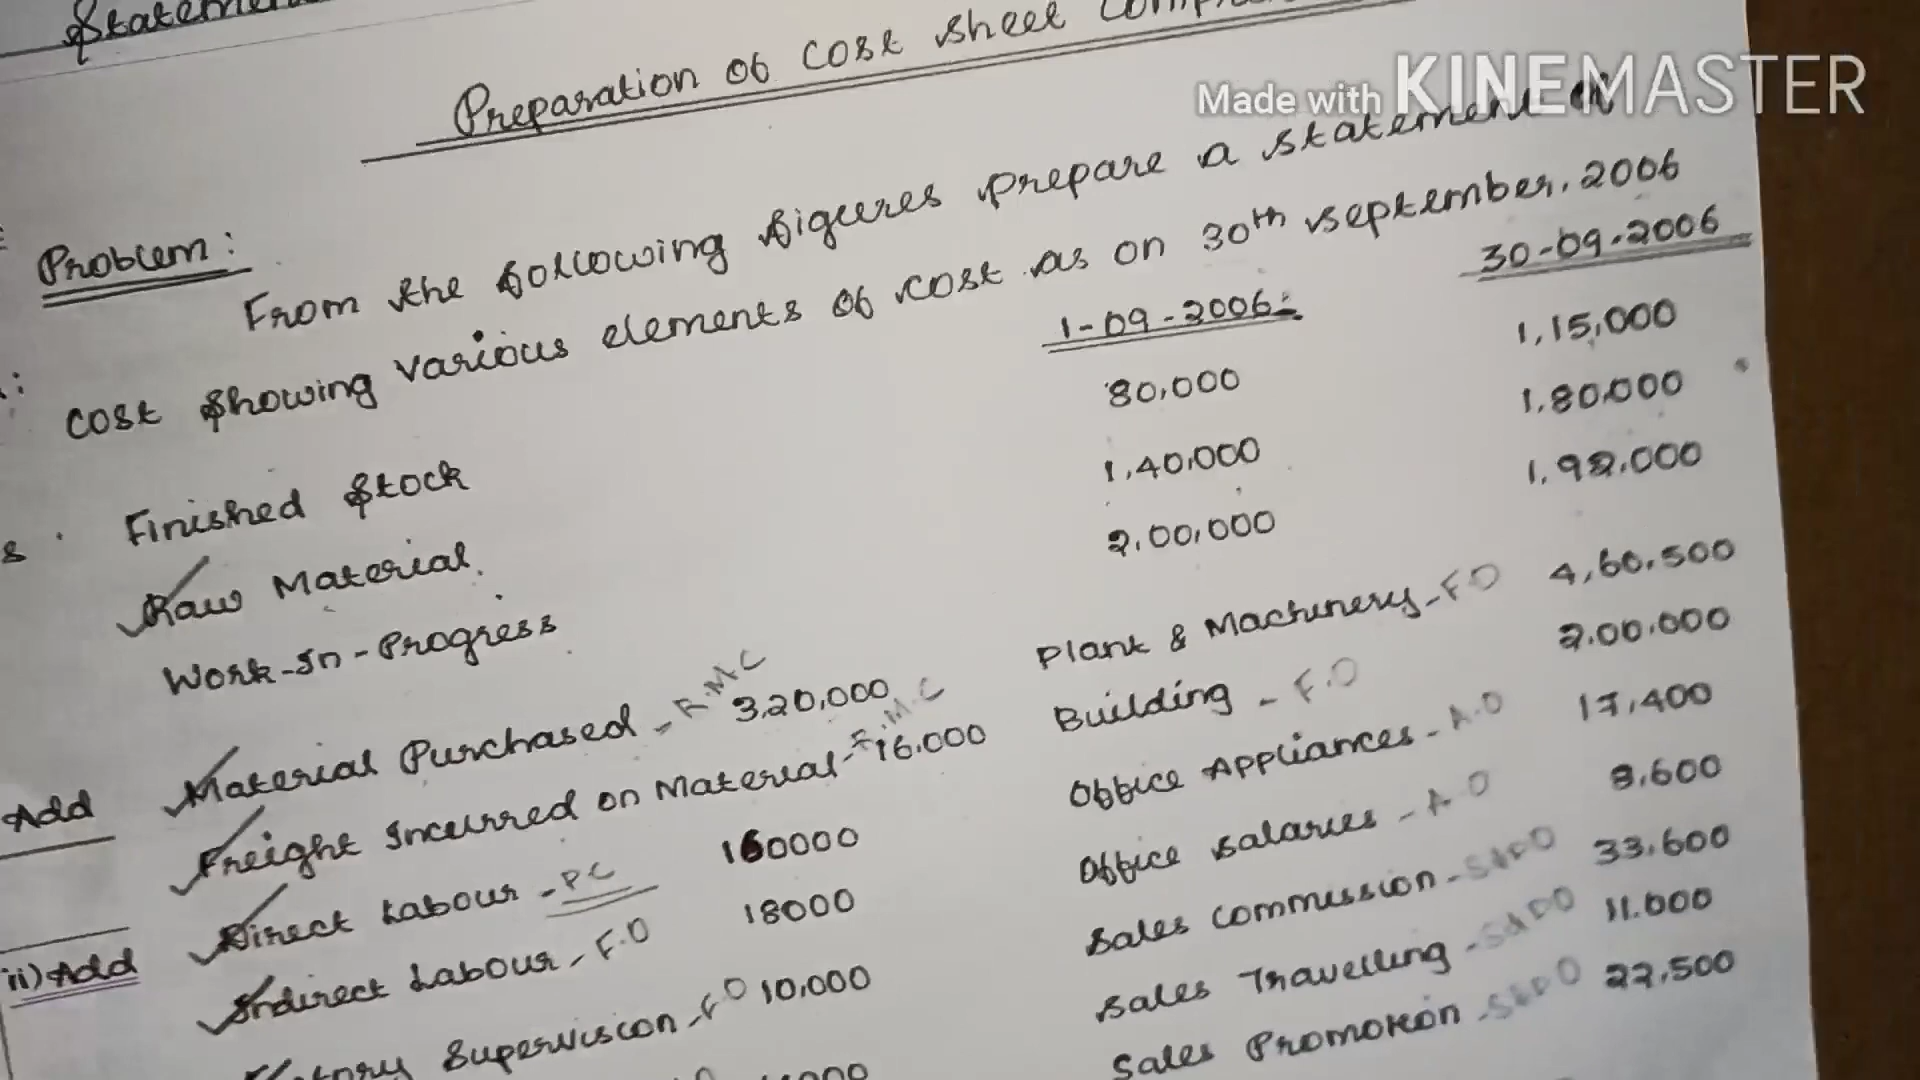 Preparation of cost sheet
Made with KINEMASTER
Problem:
From the following figures prepare a statement of
cost showing various elements of cost as on 30th september, 2006
1-09-2006
30-09-2006
Finished Stock 80,000 1,15,000
Raw Material 1,40,000 1,80,000
Work-In-Progress 2,00,000 1,92,000
Add Material Purchased - R.M.C 3,20,000
Freight Incurred on Material - R.M.C 16,000
Direct Labour - P.C 160000
ii) Add Indirect Labour - F.O 18000
Supervision - F.O 10,000
Plant & Machinery - F.O 4,60,500
Building - F.O 2,00,000
Office Appliances - A.O 17,400
Office Salaries - A.O 8,600
Sales Commission - S&DO 33,600
Sales Travelling - S&DO 11,000
Sales Promotion - S&DO 22,500